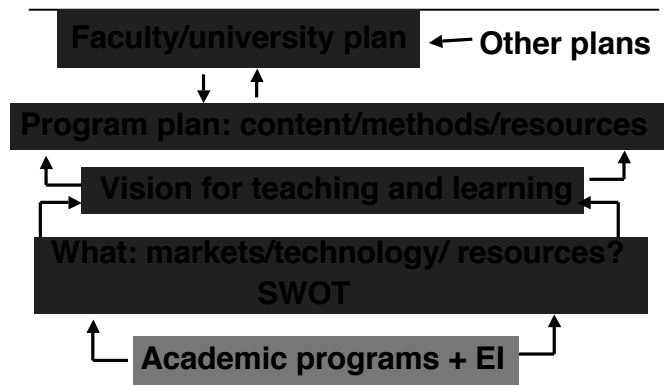 Faculty/university plan
Other plans
Program plan: content/methods/resources
Vision for teaching and learning
What: markets/technology/ resources?
SWOT
Academic programs + EI